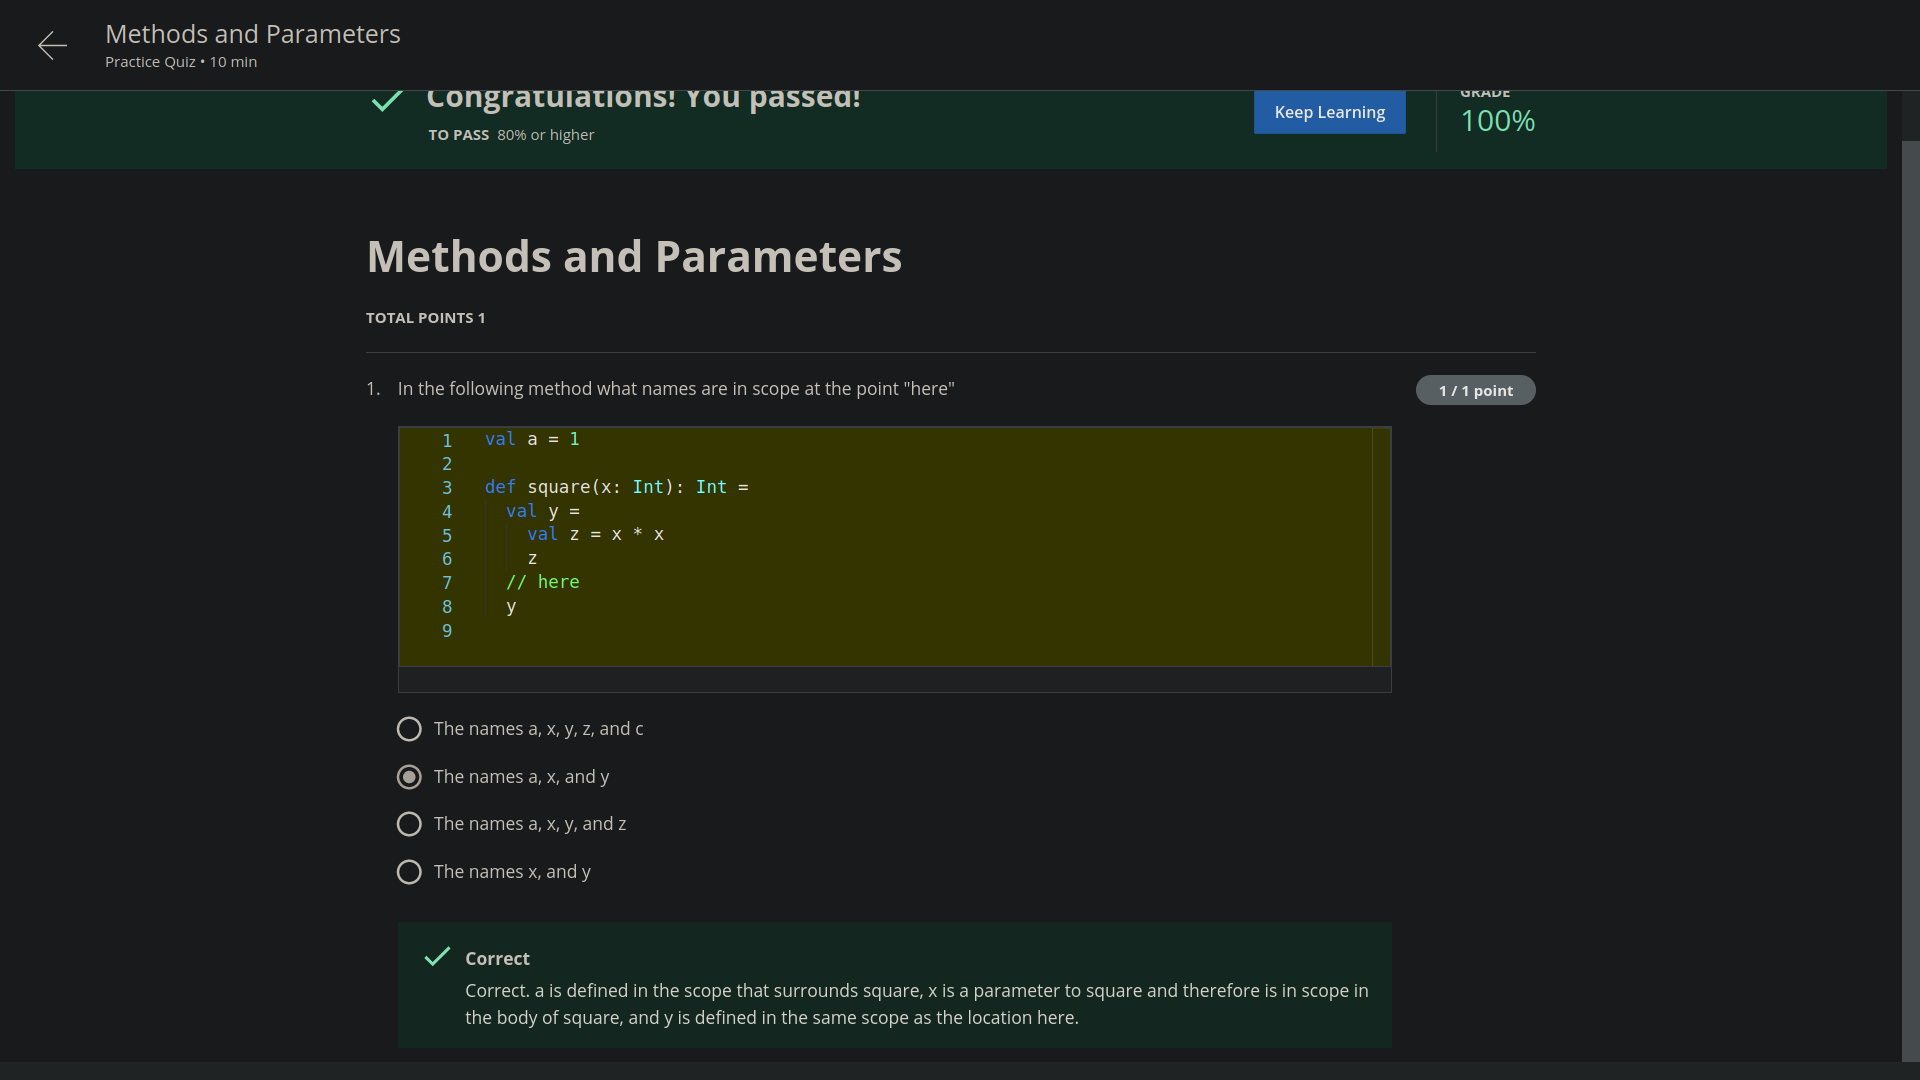 Methods and Parameters
Practice Quiz • 10 min
Congratulations! You passed!
TO PASS 80% or higher
Keep Learning
GRADE
100%
Methods and Parameters
TOTAL POINTS 1
1. In the following method what names are in scope at the point "here"
1 / 1 point
1 val a = 1
2
3 def square(x: Int): Int =
4   val y =
5     val z = x * x
6     z
7   // here
8   y
9
The names a, x, y, z, and c
The names a, x, and y
The names a, x, y, and z
The names x, and y
Correct
Correct. a is defined in the scope that surrounds square, x is a parameter to square and therefore is in scope in
the body of square, and y is defined in the same scope as the location here.